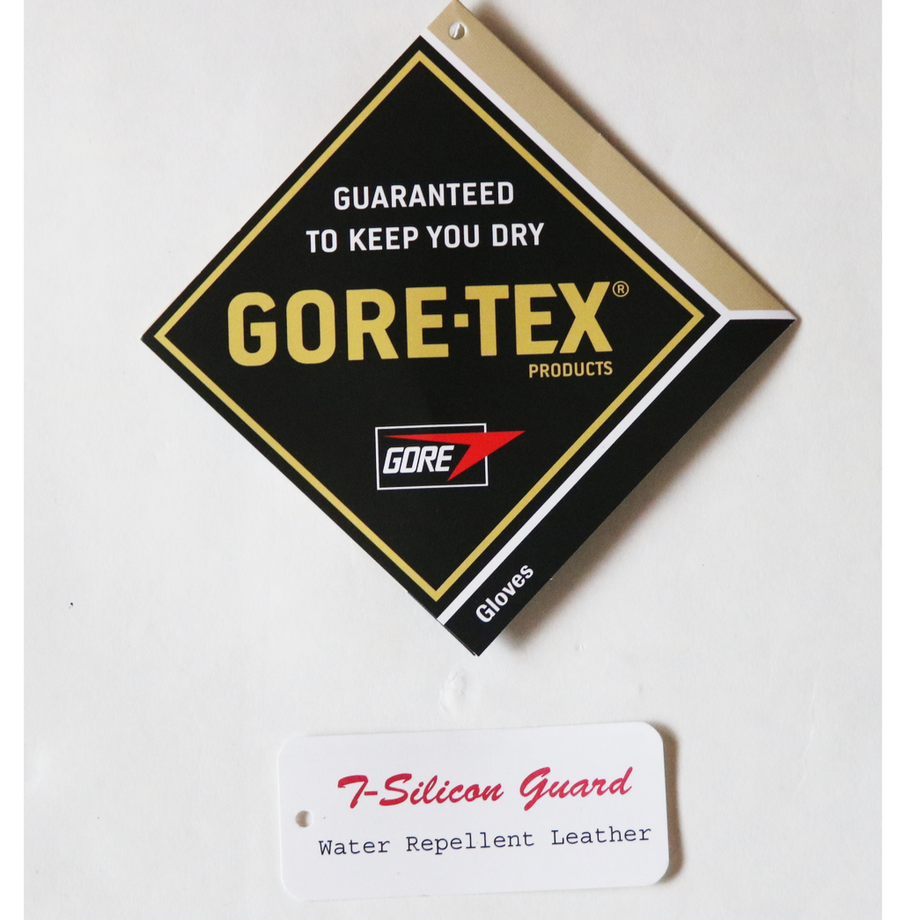 GUARANTEED
TO KEEP YOU DRY
GORE-TEX®
PRODUCTS
GORE
Gloves
T-Silicon Guard
Water Repellent Leather